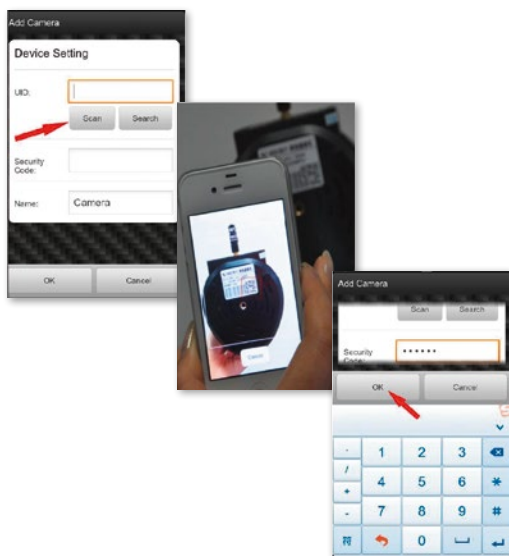 Add Camera
Device Setting
UID:
Scan Search
Security
Code:
Name: Camera
OK Cancel
Cancel
Add Camera
Scan Search
Security
Code:
••••••
OK Cancel
. 1 2 3
/
4 5 6 *
+
- 7 8 9 #
符 0